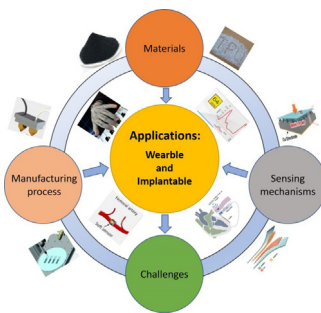 Materials
Applications:
Wearble
and
Implantable
Manufacturing
process
Sensing
mechanisms
Challenges